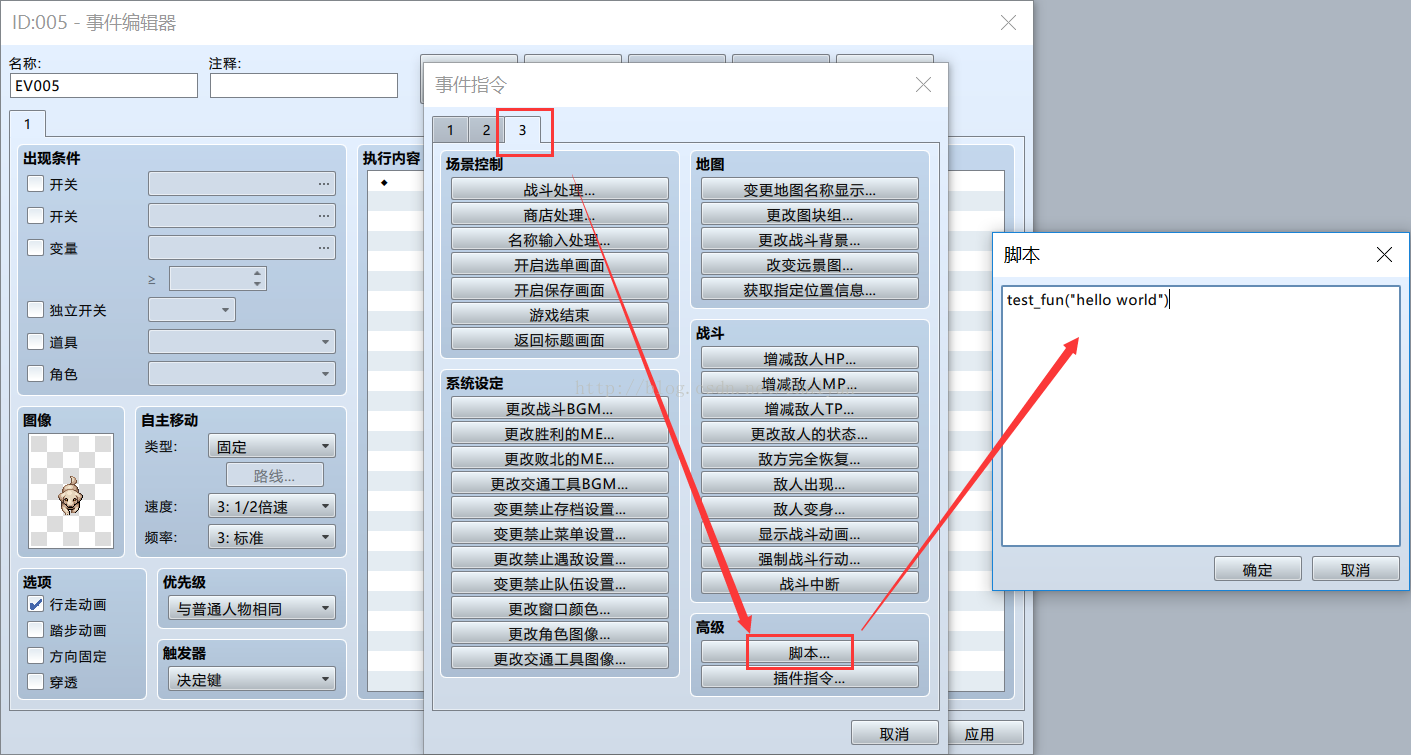 ID:005 - 事件编辑器
名称:
注释:
EV005
1
出现条件
开关
...
开关
...
变量
...
≥
独立开关
道具
角色
图像
自主移动
类型:
固定
路线...
速度:
3: 1/2倍速
频率:
3: 标准
选项
行走动画
踏步动画
方向固定
穿透
优先级
与普通人物相同
触发器
决定键
执行内容
应用
事件指令
1
2
3
场景控制
战斗处理...
商店处理...
名称输入处理...
开启选单画面
开启保存画面
游戏结束
返回标题画面
系统设定
更改战斗BGM...
更改胜利的ME...
更改败北的ME...
更改交通工具BGM...
变更禁止存档设置...
变更禁止菜单设置...
更改禁止遇敌设置...
变更禁止队伍设置...
更改窗口颜色...
更改角色图像...
更改交通工具图像...
地图
变更地图名称显示...
更改图块组...
更改战斗背景...
改变远景图...
获取指定位置信息...
战斗
增减敌人HP...
增减敌人MP...
增减敌人TP...
更改敌人的状态...
敌方完全恢复...
敌人出现...
敌人变身...
显示战斗动画...
强制战斗行动...
战斗中断
高级
脚本...
插件指令...
取消
脚本
test_fun("hello world")
确定
取消